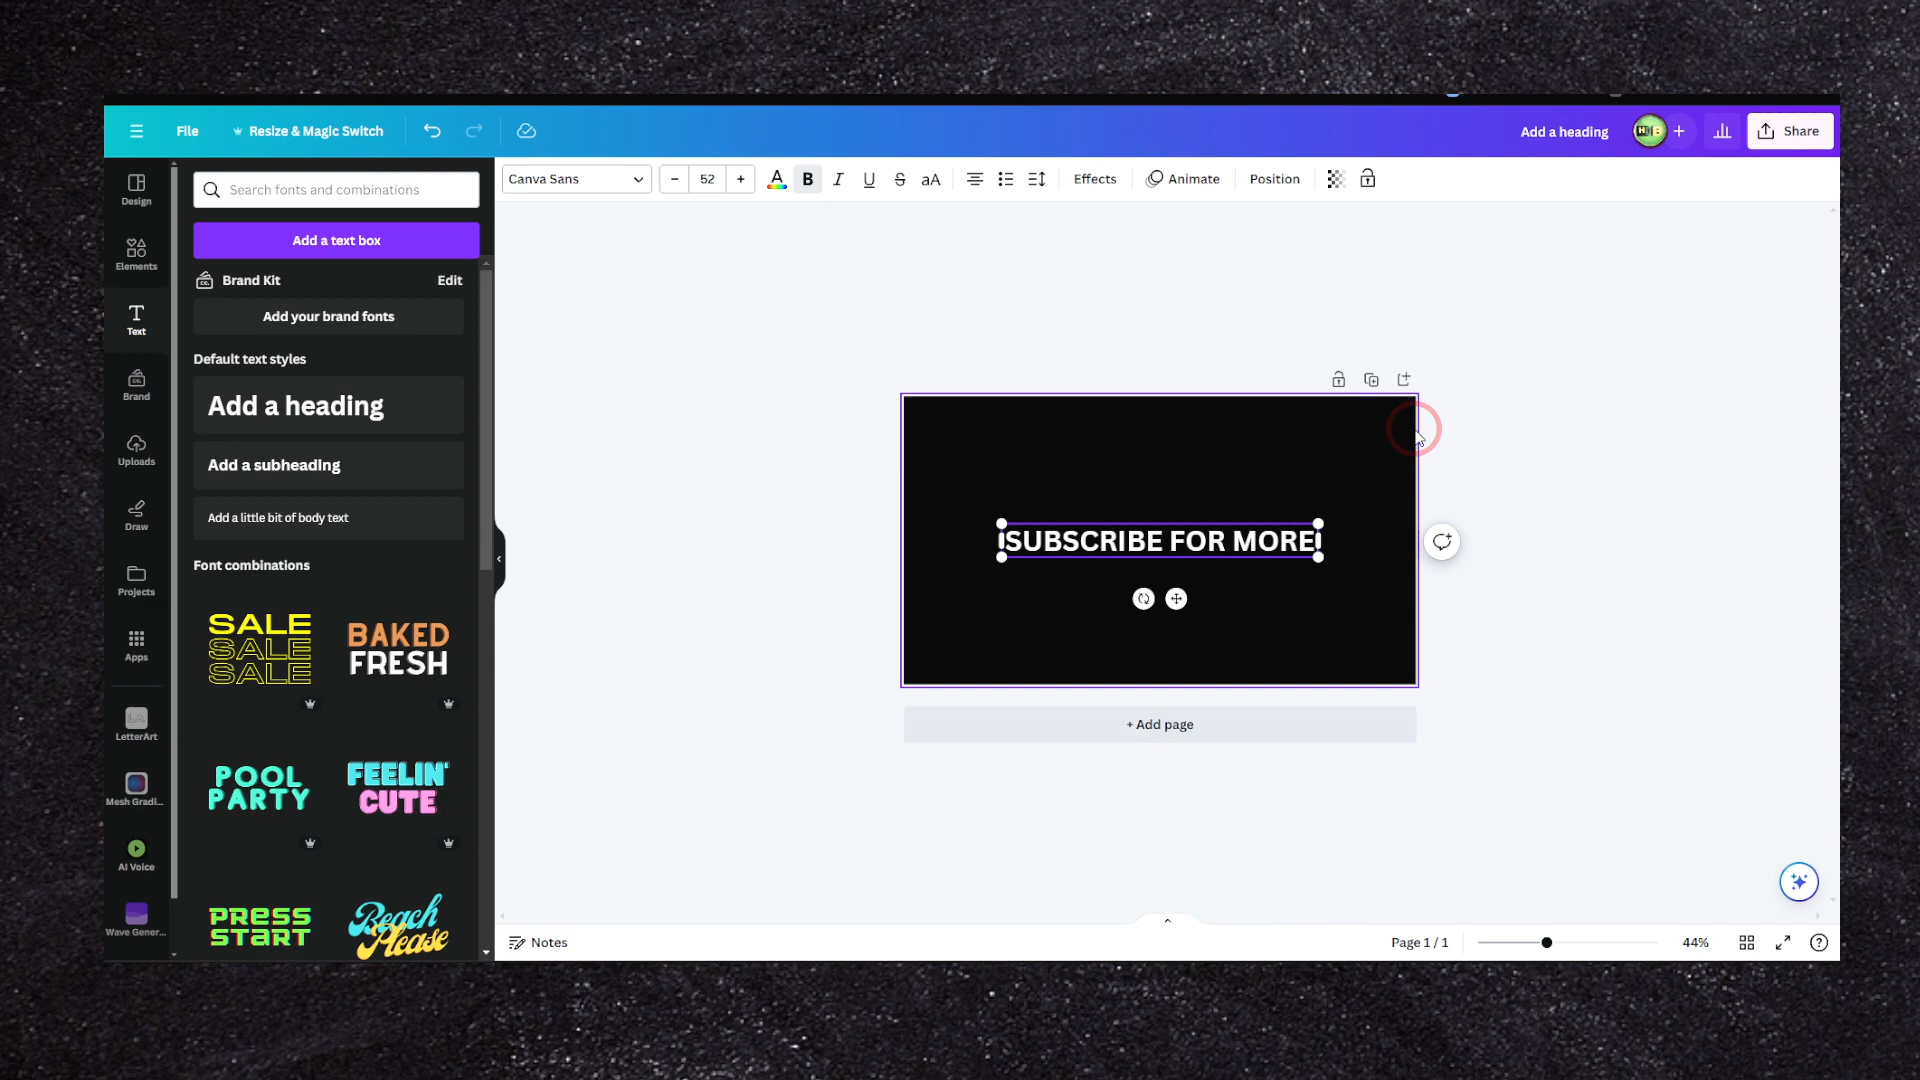 File
Resize & Magic Switch
Add a heading
Share
Design
Elements
Text
Brand
Uploads
Draw
Projects
Apps
LetterArt
Mesh Gradi...
AI Voice
Wave Gener...
Search fonts and combinations
Add a text box
Brand Kit
Edit
Add your brand fonts
Default text styles
Add a heading
Add a subheading
Add a little bit of body text
Font combinations
SALE
SALE
SALE
BAKED
FRESH
POOL
PARTY
FEELIN'
CUTE
PRESS
START
Beach
Please
Canva Sans
- 52 +
A B I U S aA
Effects
Animate
Position
SUBSCRIBE FOR MORE
+ Add page
Notes
Page 1 / 1
44%